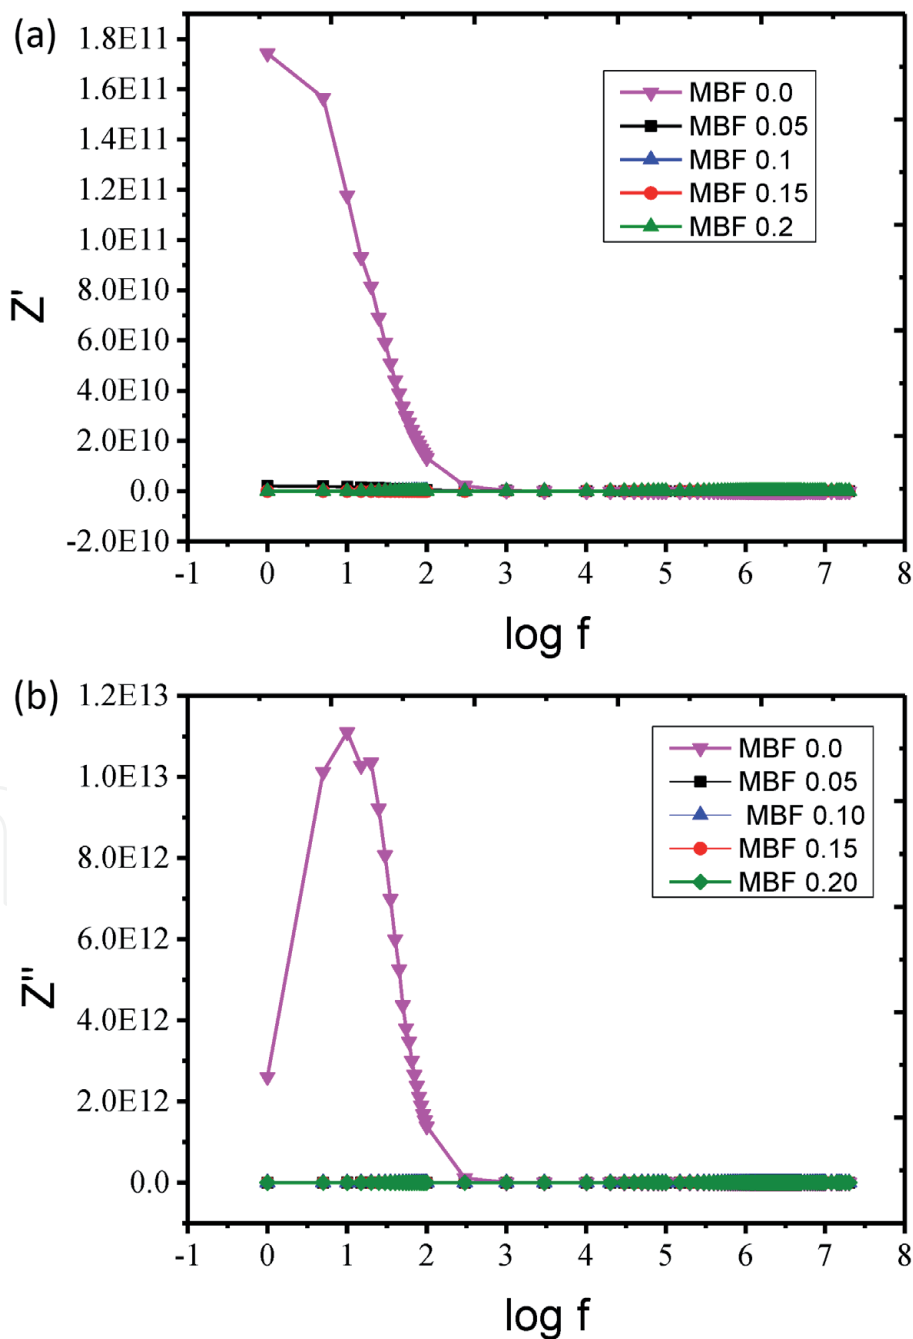 (a)
1.8E11
1.6E11
1.4E11
1.2E11
1.0E11
8.0E10
6.0E10
4.0E10
2.0E10
0.0
-2.0E10
Z'
MBF 0.0
MBF 0.05
MBF 0.1
MBF 0.15
MBF 0.2
-1 0 1 2 3 4 5 6 7 8
log f
(b)
1.2E13
1.0E13
8.0E12
6.0E12
4.0E12
2.0E12
0.0
Z"
MBF 0.0
MBF 0.05
MBF 0.10
MBF 0.15
MBF 0.20
-1 0 1 2 3 4 5 6 7 8
log f